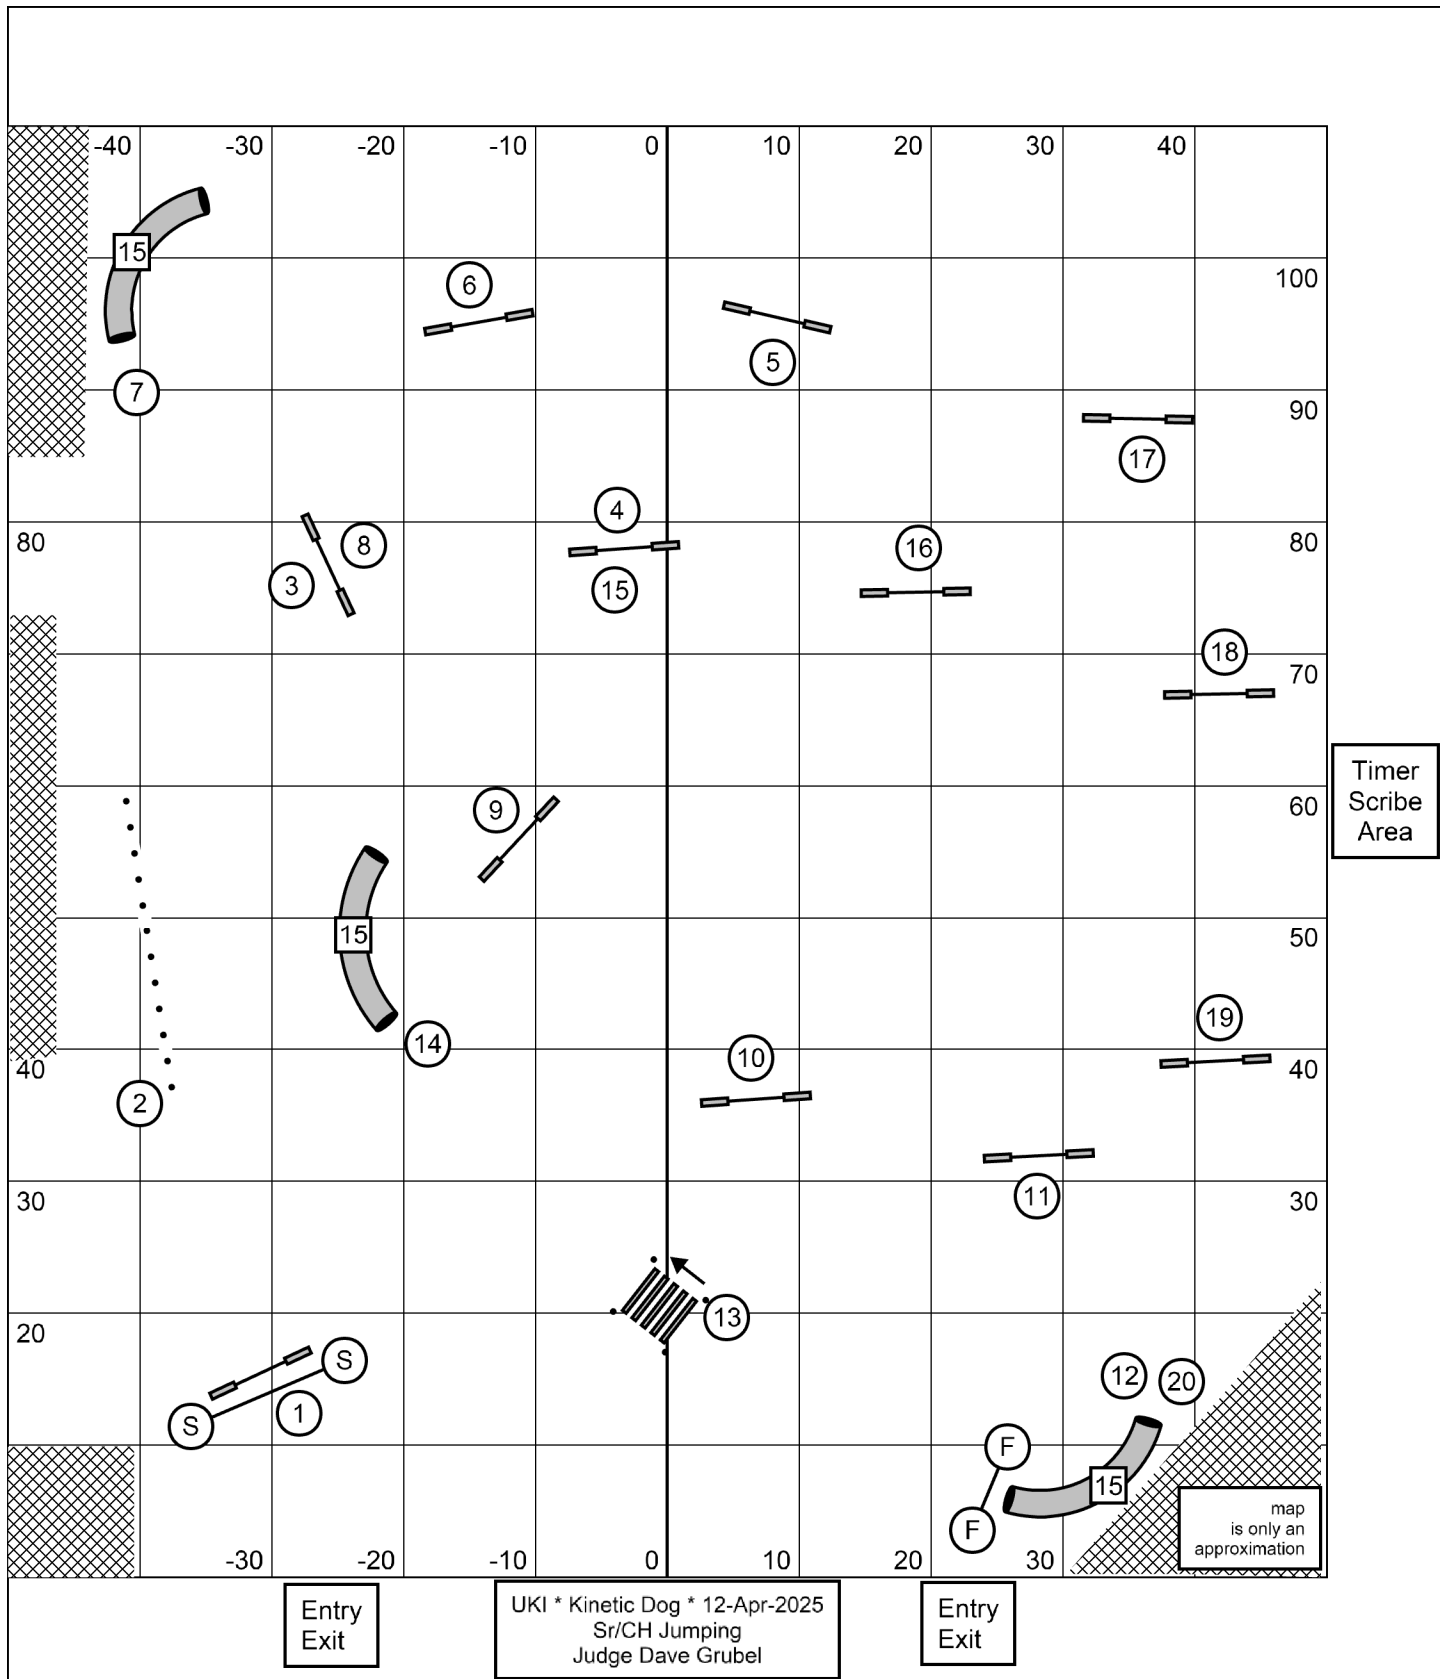 -40 -30 -20 -10 0 10 20 30 40
15
6
100
5
7
90
17
4
80 8 16 80
3
15
18
70
Timer
Scribe
Area
9
60
15
50
19
14
10
40 40
2
11
30 30
13
20
S
12 20
1
S
F
15
F
map
is only an
approximation
-30 -20 -10 0 10 20 30
Entry
Exit
UKI * Kinetic Dog * 12-Apr-2025
Sr/CH Jumping
Judge Dave Grubel
Entry
Exit